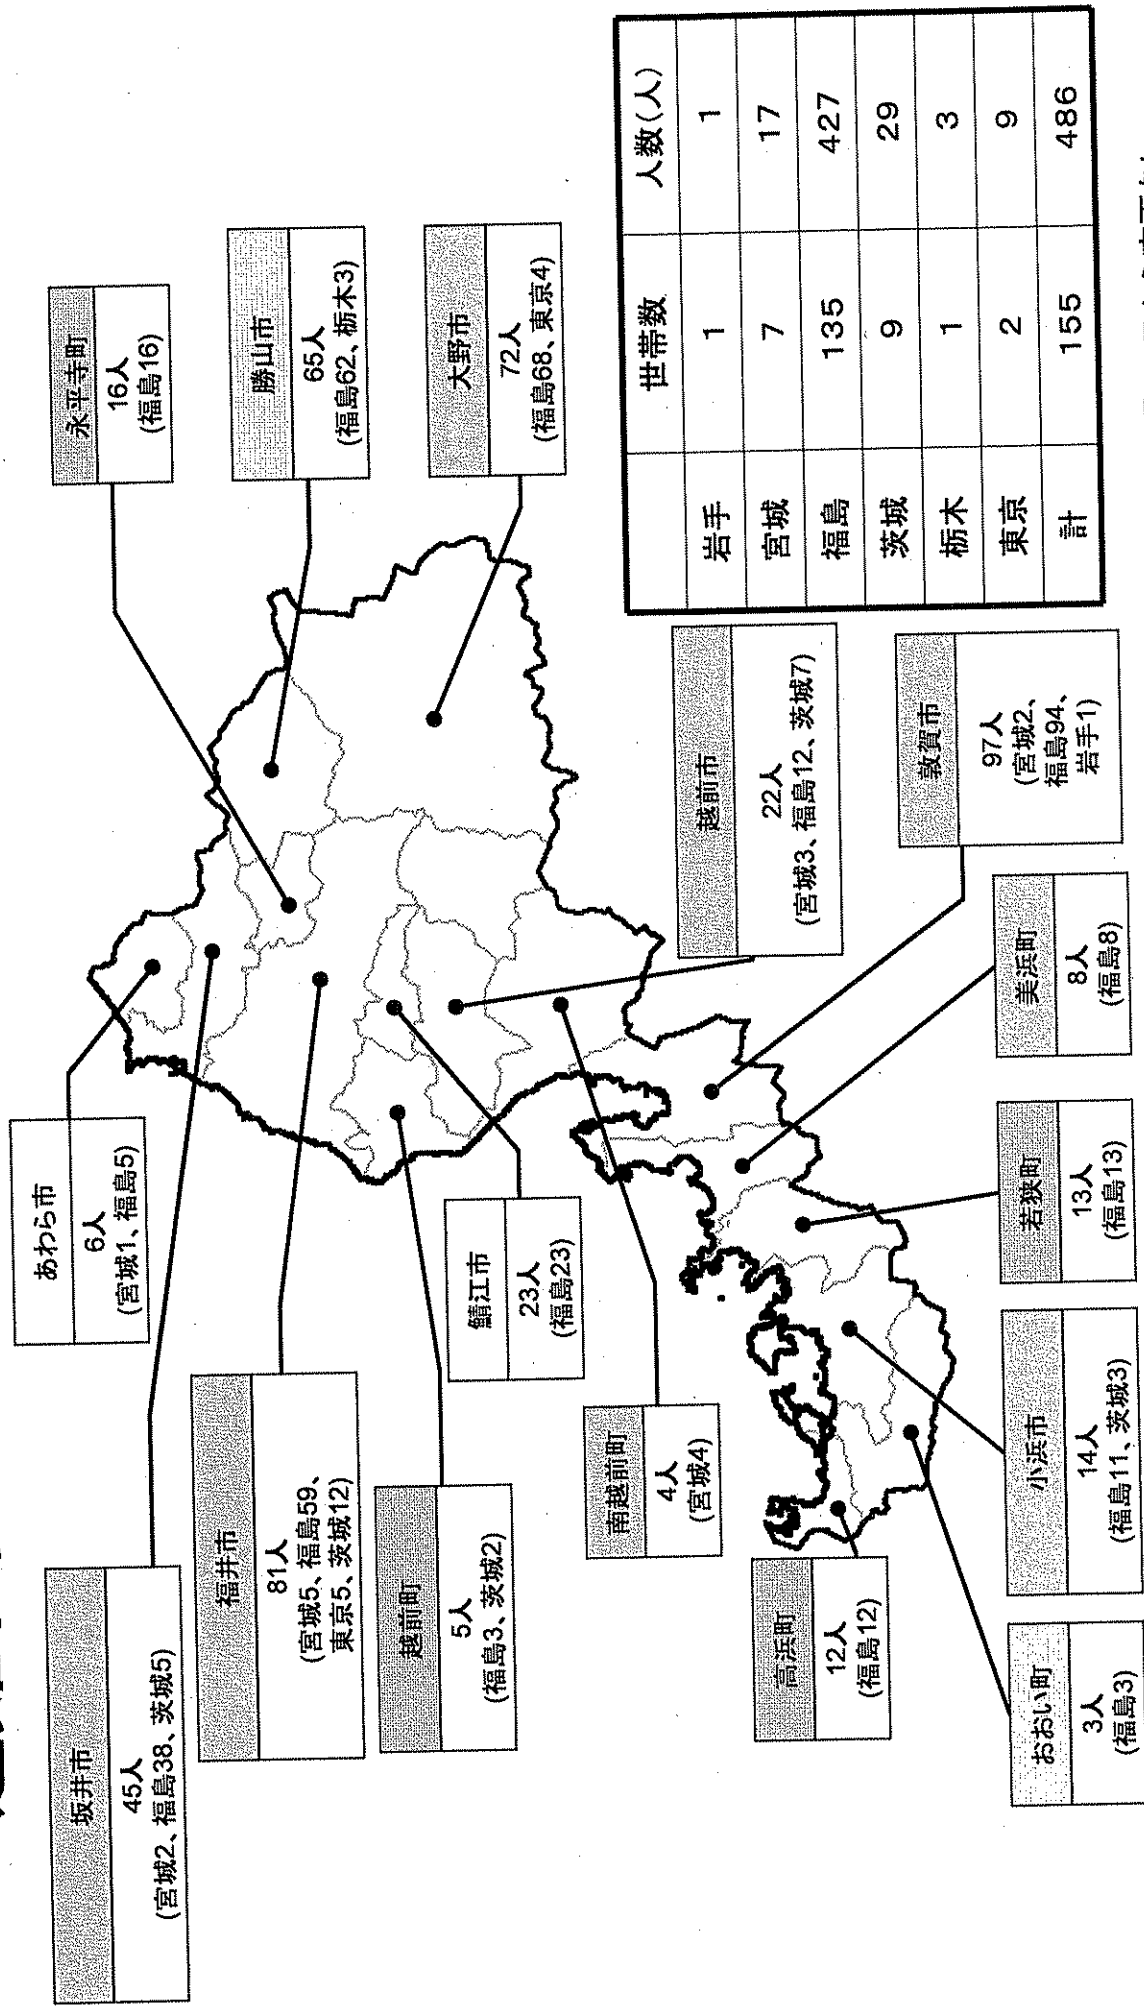 あわら市
6人
(宮城1、福島5)
坂井市
45人
(宮城2、福島38、茨城5)
福井市
81人
(宮城5、福島59、
東京5、茨城12)
越前町
5人
(福島3、茨城2)
鯖江市
23人
(福島23)
南越前町
4人
(宮城4)
高浜町
12人
(福島12)
おおい町
3人
(福島3)
小浜市
14人
(福島11、茨城3)
若狭町
13人
(福島13)
美浜町
8人
(福島8)
敦賀市
97人
(宮城2、
福島94、
岩手1)
越前市
22人
(宮城3、福島12、茨城7)
永平寺町
16人
(福島16)
勝山市
65人
(福島62、栃木3)
大野市
72人
(福島68、東京4)
世帯数 人数(人)
岩手 1 1
宮城 7 17
福島 135 427
茨城 9 29
栃木 1 3
東京 2 9
計 155 486